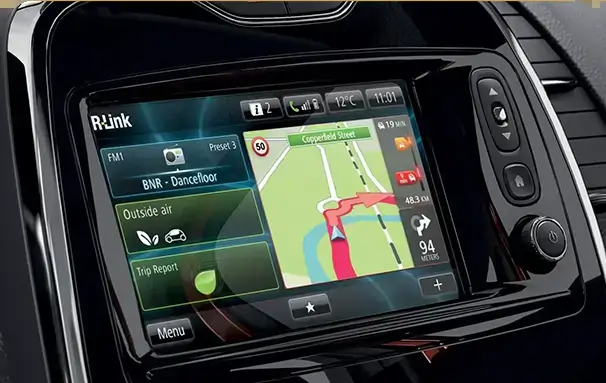 i 2
12°C
11:01
R-Link
FM1
Preset 3
BNR - Dancefloor
Outside air
Trip Report
Menu
50
Copperfield Street
19 MIN
48.3 KM
94
METERS
+